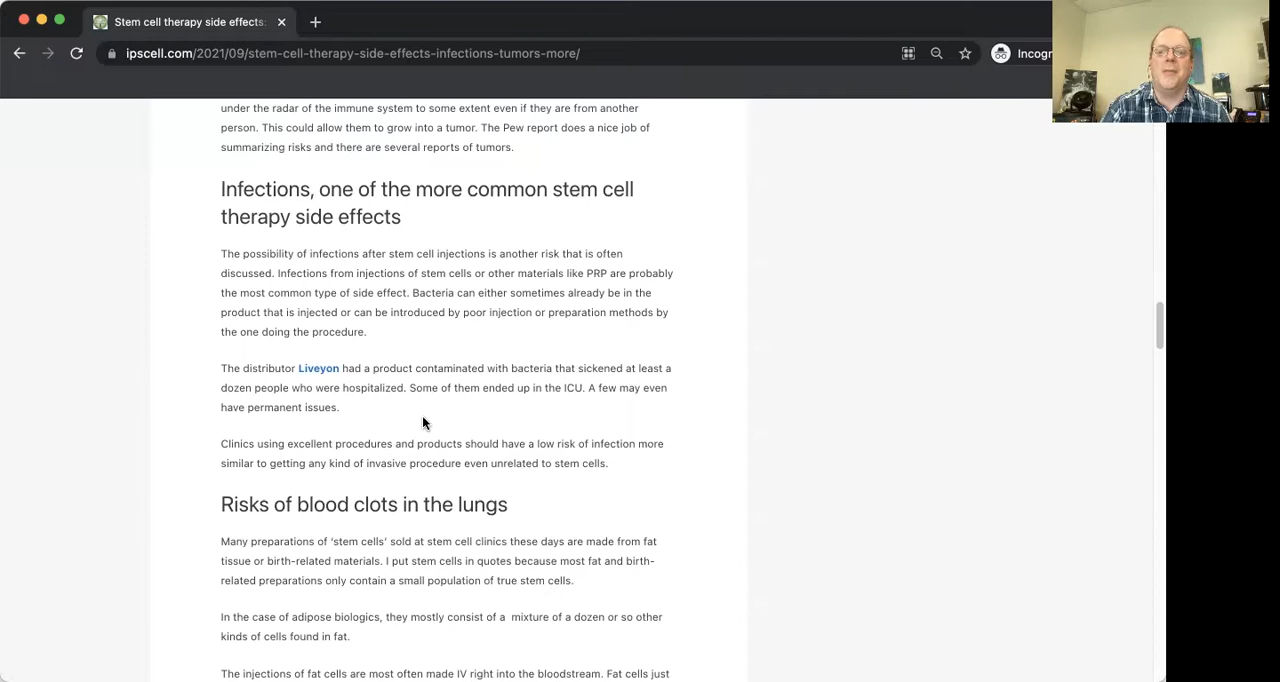 Stem cell therapy side effects:
ipscell.com/2021/09/stem-cell-therapy-side-effects-infections-tumors-more/
Incog
under the radar of the immune system to some extent even if they are from another
person. This could allow them to grow into a tumor. The Pew report does a nice job of
summarizing risks and there are several reports of tumors.
Infections, one of the more common stem cell
therapy side effects
The possibility of infections after stem cell injections is another risk that is often
discussed. Infections from injections of stem cells or other materials like PRP are probably
the most common type of side effect. Bacteria can either sometimes already be in the
product that is injected or can be introduced by poor injection or preparation methods by
the one doing the procedure.
The distributor Liveyon had a product contaminated with bacteria that sickened at least a
dozen people who were hospitalized. Some of them ended up in the ICU. A few may even
have permanent issues.
Clinics using excellent procedures and products should have a low risk of infection more
similar to getting any kind of invasive procedure even unrelated to stem cells.
Risks of blood clots in the lungs
Many preparations of ‘stem cells’ sold at stem cell clinics these days are made from fat
tissue or birth-related materials. I put stem cells in quotes because most fat and birth-
related preparations only contain a small population of true stem cells.
In the case of adipose biologics, they mostly consist of a  mixture of a dozen or so other
kinds of cells found in fat.
The injections of fat cells are most often made IV right into the bloodstream. Fat cells just